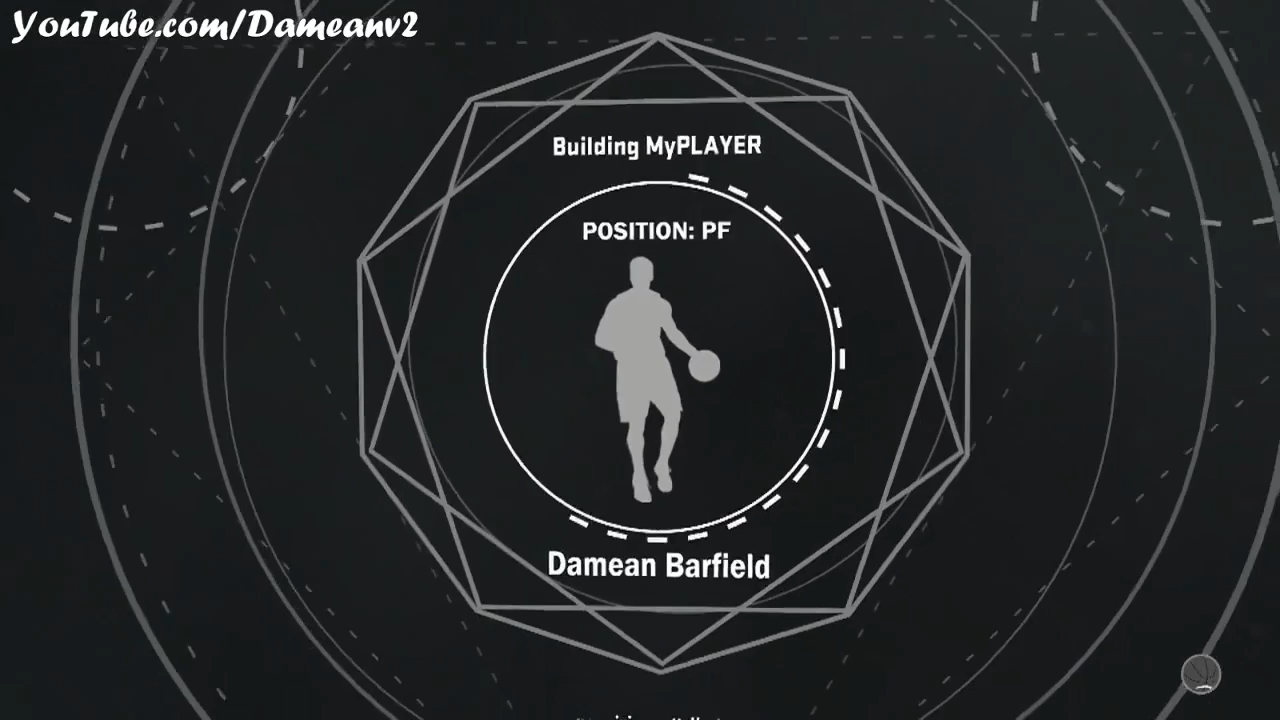 YouTube.com/Dameanv2
Building MyPLAYER
POSITION: PF
Damean Barfield